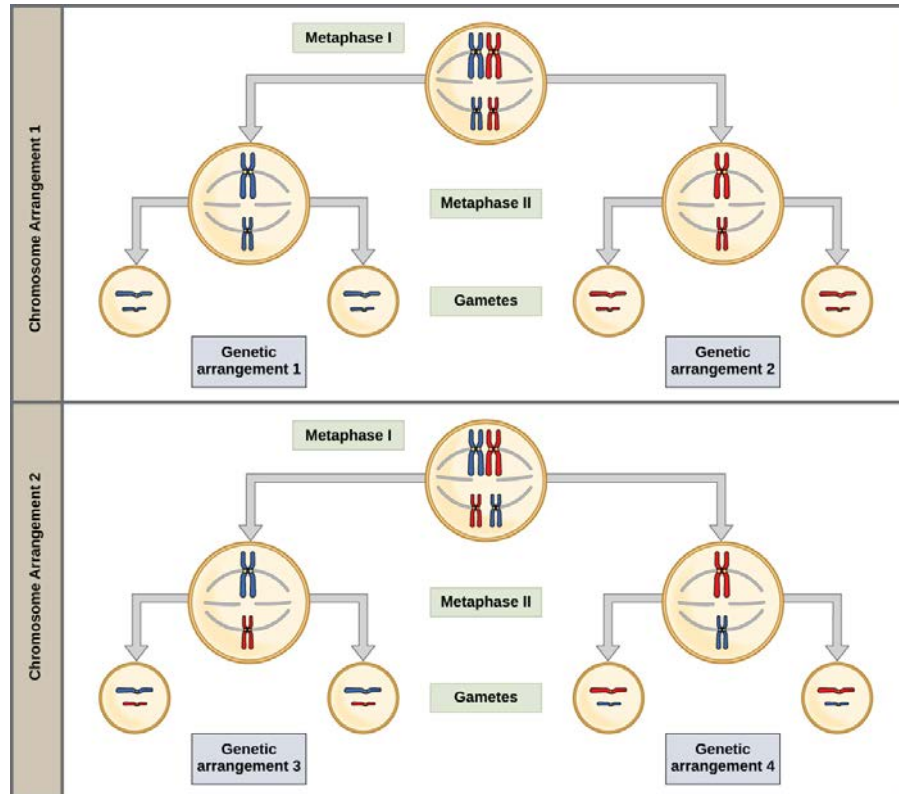 Chromosome Arrangement 1
Metaphase I
Metaphase II
Gametes
Genetic
arrangement 1
Genetic
arrangement 2
Chromosome Arrangement 2
Metaphase I
Metaphase II
Gametes
Genetic
arrangement 3
Genetic
arrangement 4